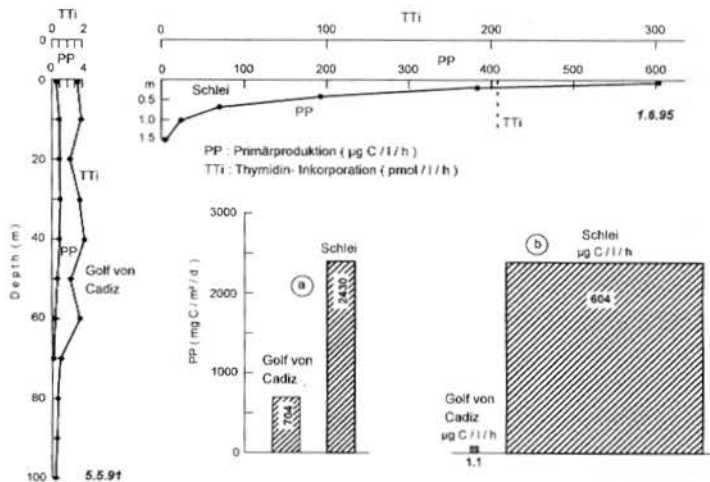 TTi
0 2
PP
0 4
0
20
40
60
80
100
Depth (m)
TTi
PP
Golf von
Cadiz
5.5.91
TTi
0 100 200 300
PP
0 100 200 300 400 500 600
m
0.5
1.0
1.5
Schlei
PP
TTi
1.6.95
PP : Primärproduktion ( µg C / l / h )
TTi : Thymidin- Inkorporation ( pmol / l / h )
PP ( mg C / m² / d. )
3000
2000
1000
0
a
Schlei
2430
Golf von
Cadiz
704
b
Schlei
µg C / l / h
604
Golf von
Cadiz
µg C / l / h
1.1